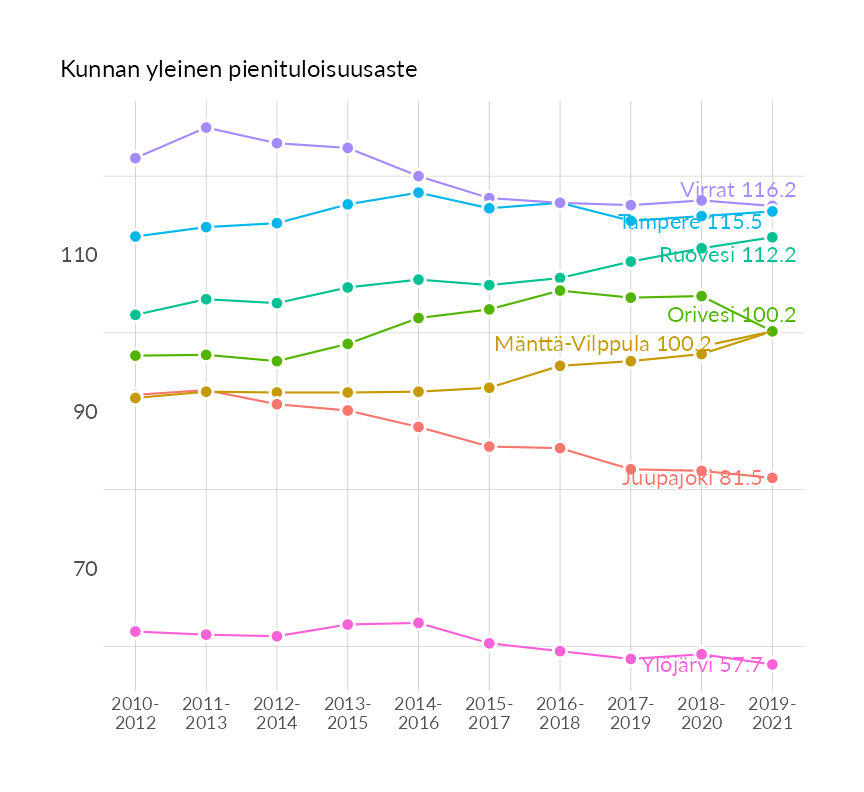 Kunnan yleinen pienituloisuusaste
Virrat 116.2
Tampere 115.5
110
Ruovesi 112.2
Orivesi 100.2
Mänttä-Vilppula 100.2
90
Juupajoki 81.5
70
Ylöjärvi 57.7
2010- 2011- 2012- 2013- 2014- 2015- 2016- 2017- 2018- 2019-
2012 2013 2014 2015 2016 2017 2018 2019 2020 2021